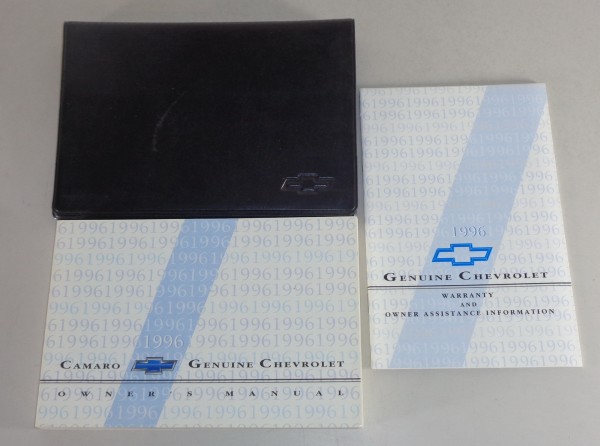 1996
CAMARO GENUINE CHEVROLET
OWNER'S MANUAL
1996
GENUINE CHEVROLET
WARRANTY
AND
OWNER ASSISTANCE INFORMATION